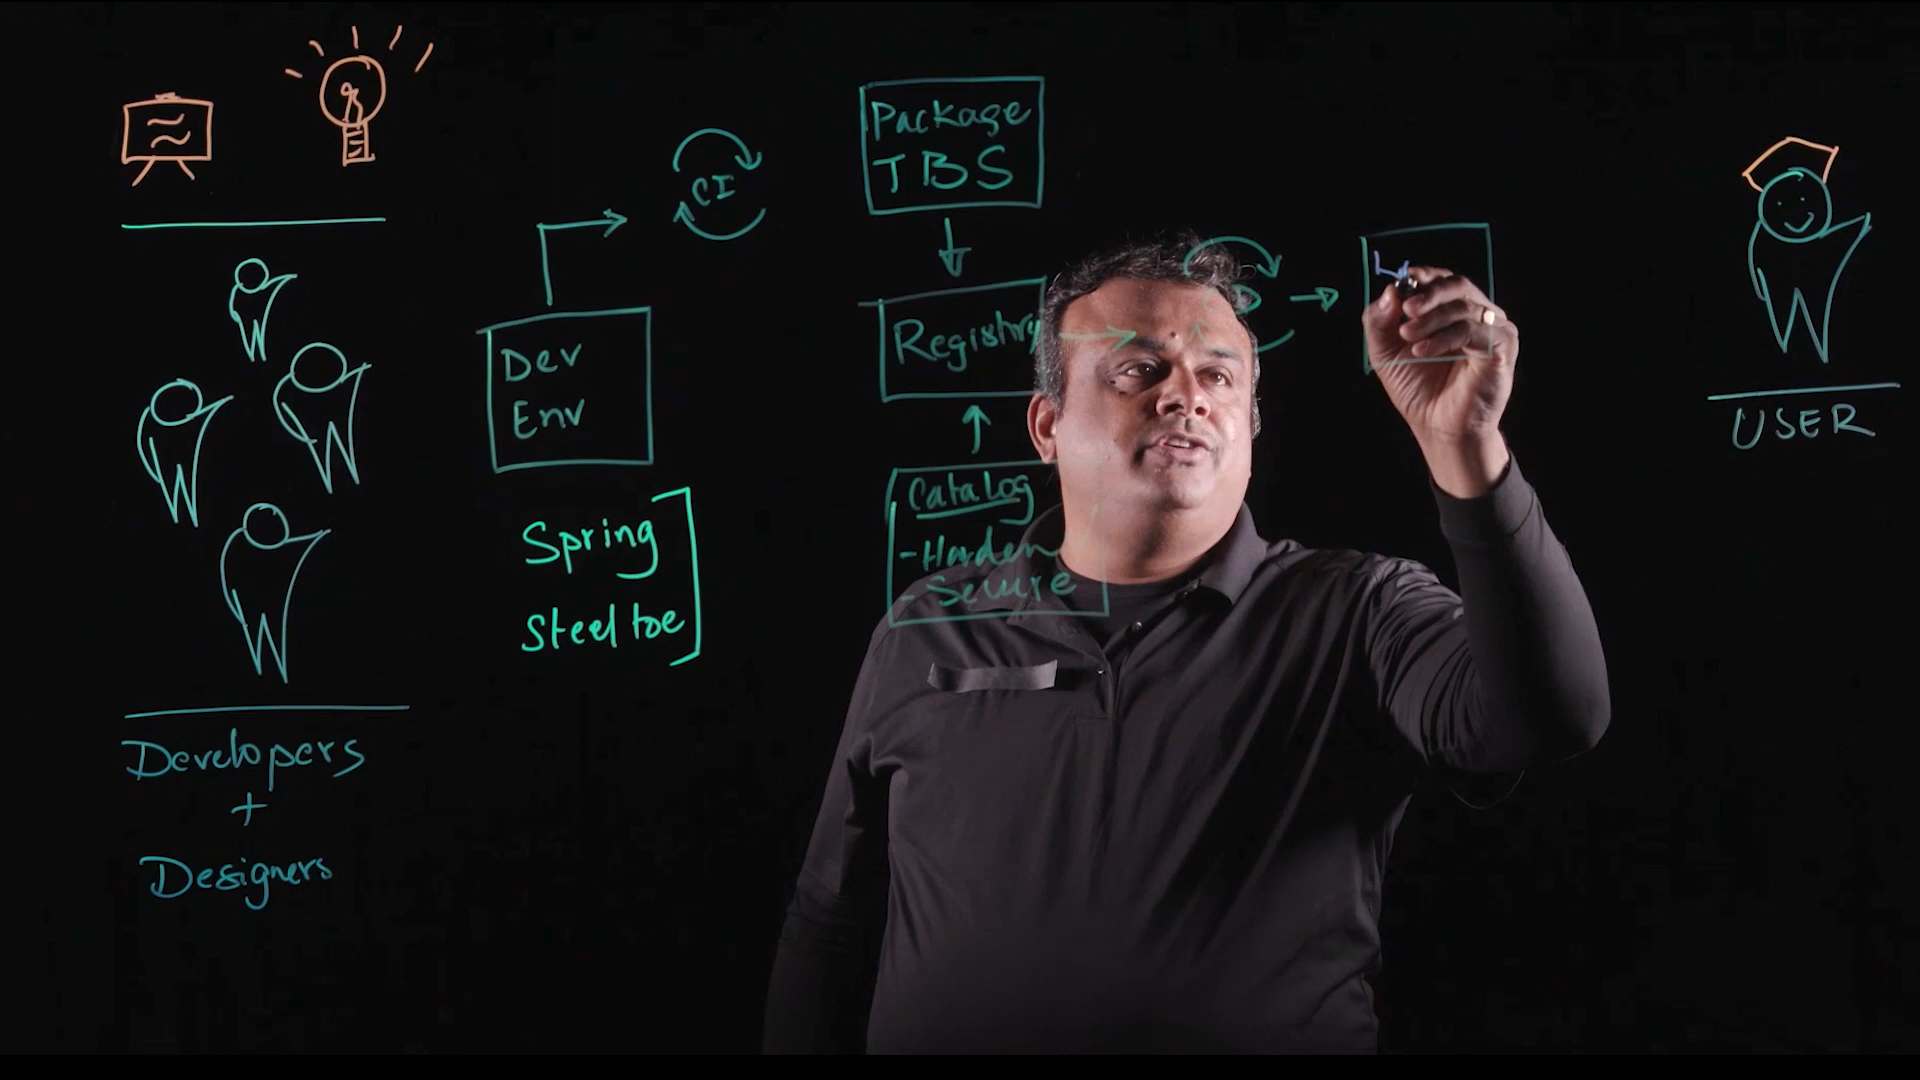 Developers
+
Designers
Dev
Env
Spring
Steeltoe
CI
Package
TBS
Registry
Catalog
- Harden
- Secure
USER